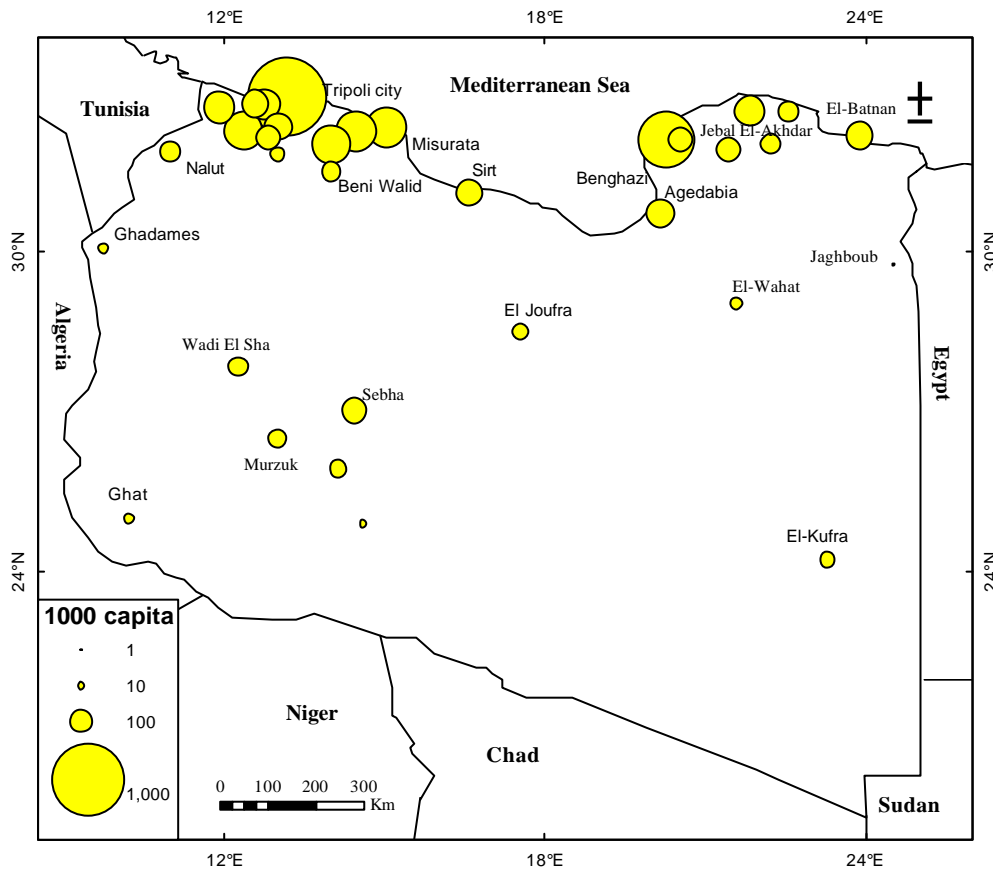 12°E 18°E 24°E
Mediterranean Sea
Tunisia
Tripoli city
El-Batnan
Misurata
Jebal El-Akhdar
Nalut
Beni Walid
Sirt
Benghazi
Agedabia
Ghadames
30°N
30°N
Jaghboub
El-Wahat
El Joufra
Algeria
Wadi El Sha
Egypt
Sebha
Murzuk
Ghat
El-Kufra
24°N
24°N
1000 capita
1
10
100
1,000
Niger
Chad
Sudan
0 100 200 300
Km
12°E 18°E 24°E